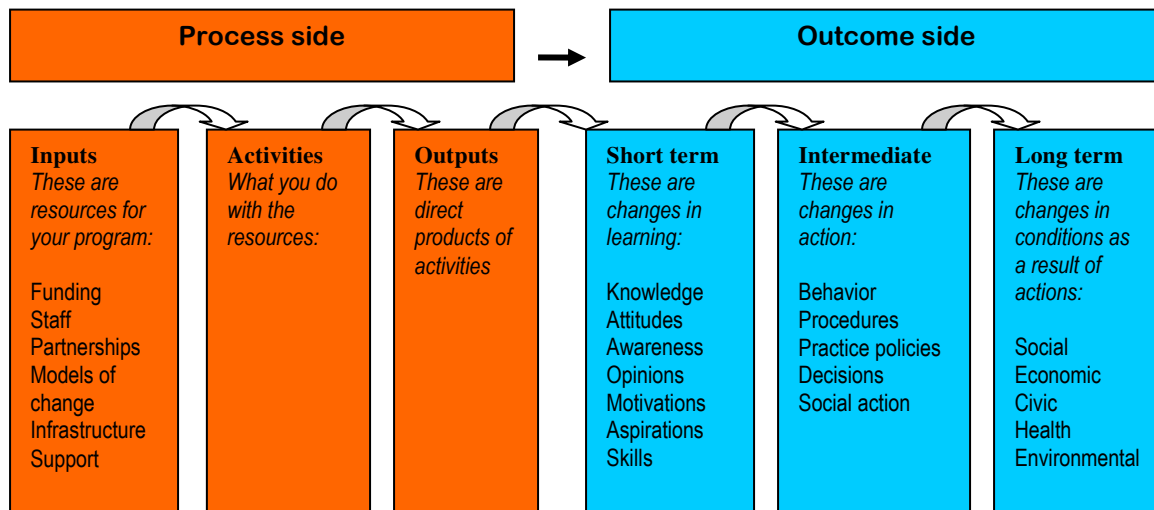 Process side
Outcome side
Inputs
These are
resources for
your program:
Funding
Staff
Partnerships
Models of
change
Infrastructure
Support
Activities
What you do
with the
resources:
Outputs
These are
direct
products of
activities
Short term
These are
changes in
learning:
Knowledge
Attitudes
Awareness
Opinions
Motivations
Aspirations
Skills
Intermediate
These are
changes in
action:
Behavior
Procedures
Practice policies
Decisions
Social action
Long term
These are
changes in
conditions as
a result of
actions:
Social
Economic
Civic
Health
Environmental